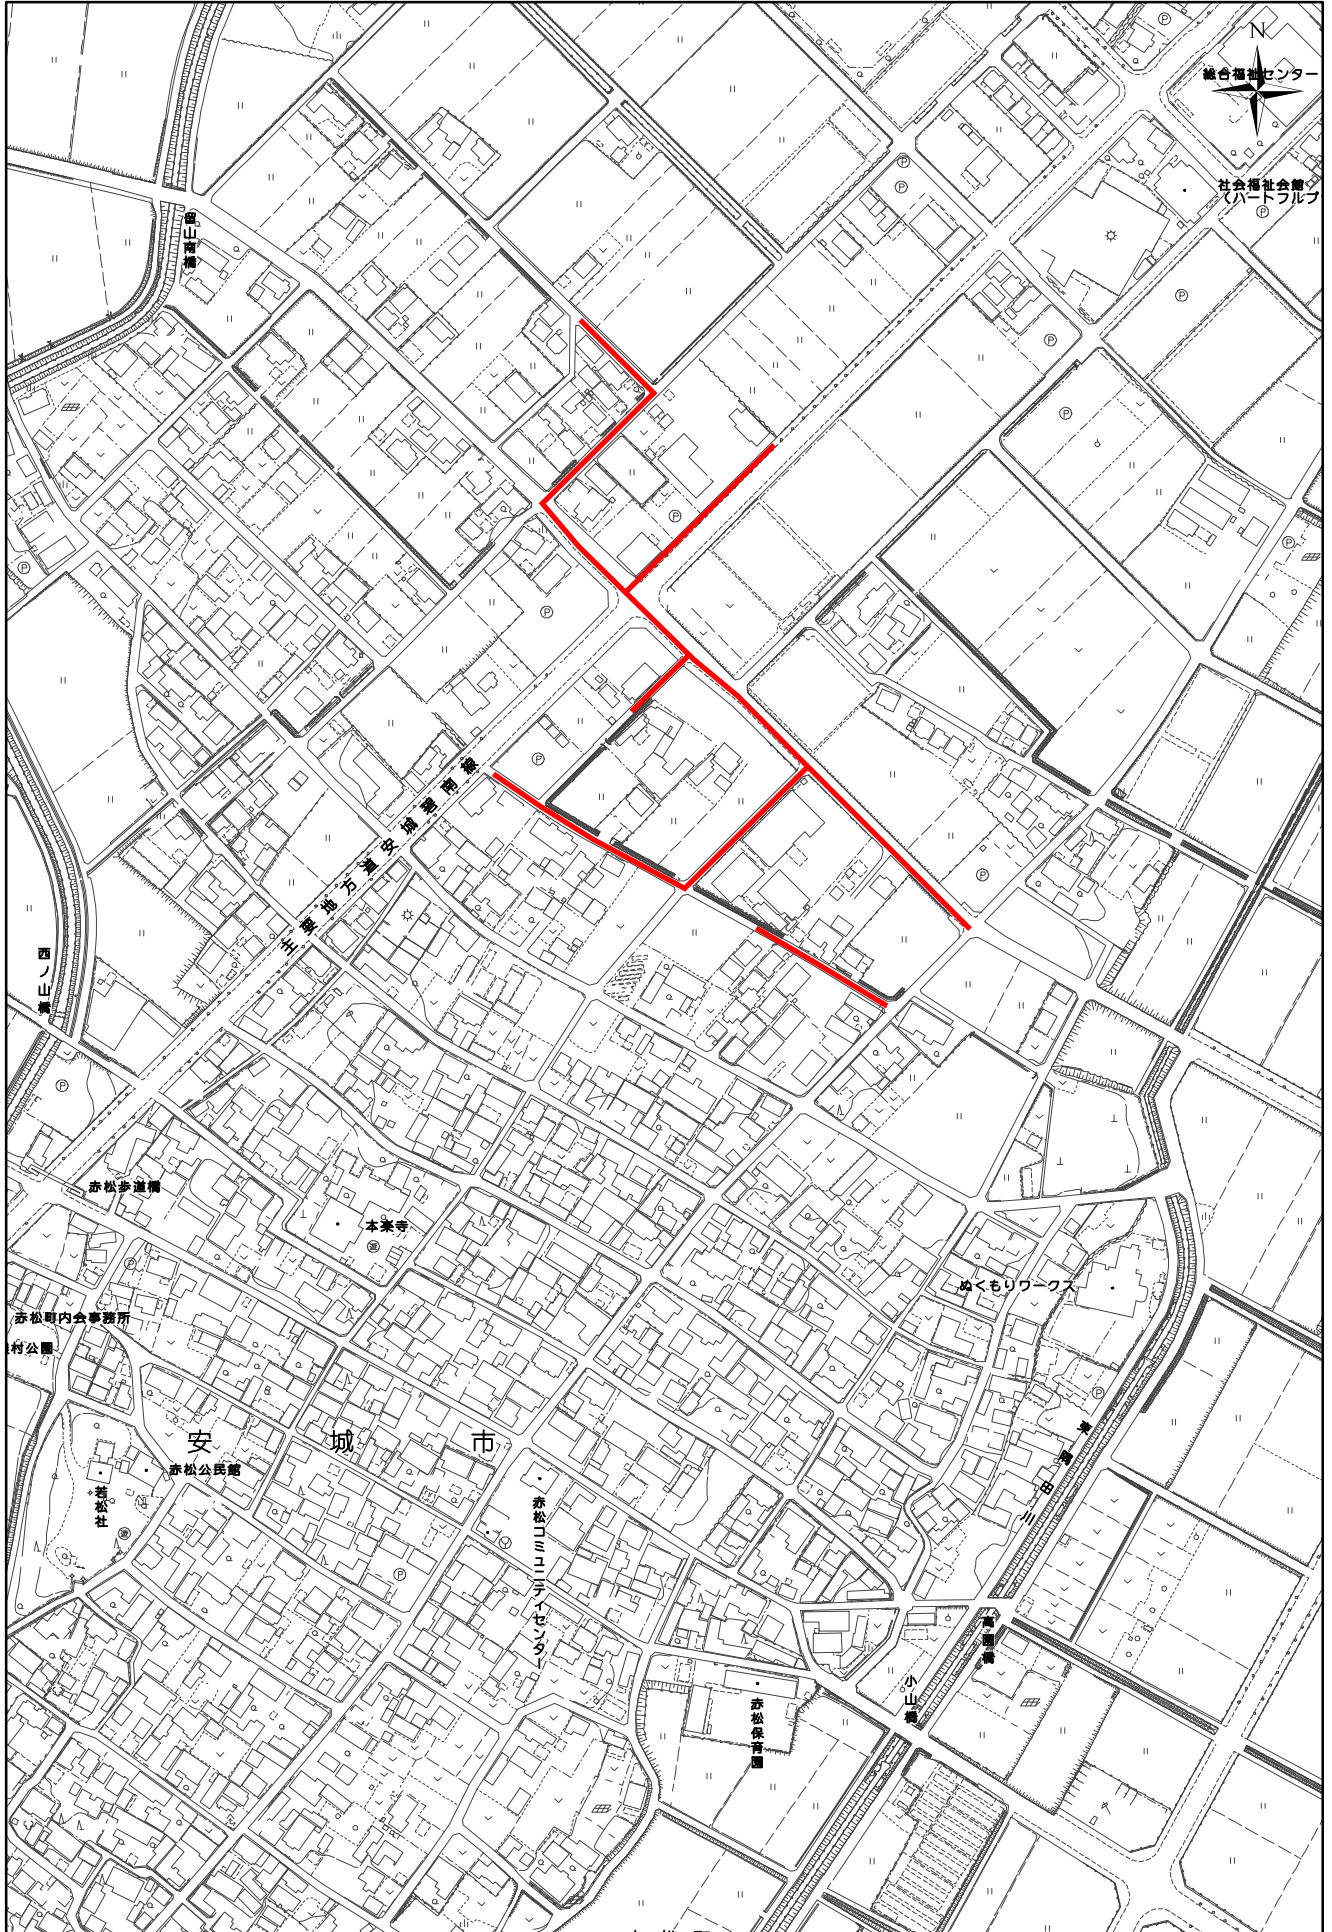 N
総合福祉センター
社会福祉会館
(ハートフルプ
留山南橋
主要地方道安城碧南線
西ノ山橋
赤松歩道橋
本楽寺
ぬくもりワークス
赤松町内会事務所
村公園
安城市
赤松公民館
若松社
赤松コミュニティセンター
田川
高園橋
小山橋
赤松保育園